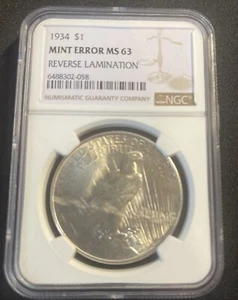 1934 $1
MINT ERROR MS 63
REVERSE LAMINATION
6488302-058
NUMISMATIC GUARANTY COMPANY
NGC